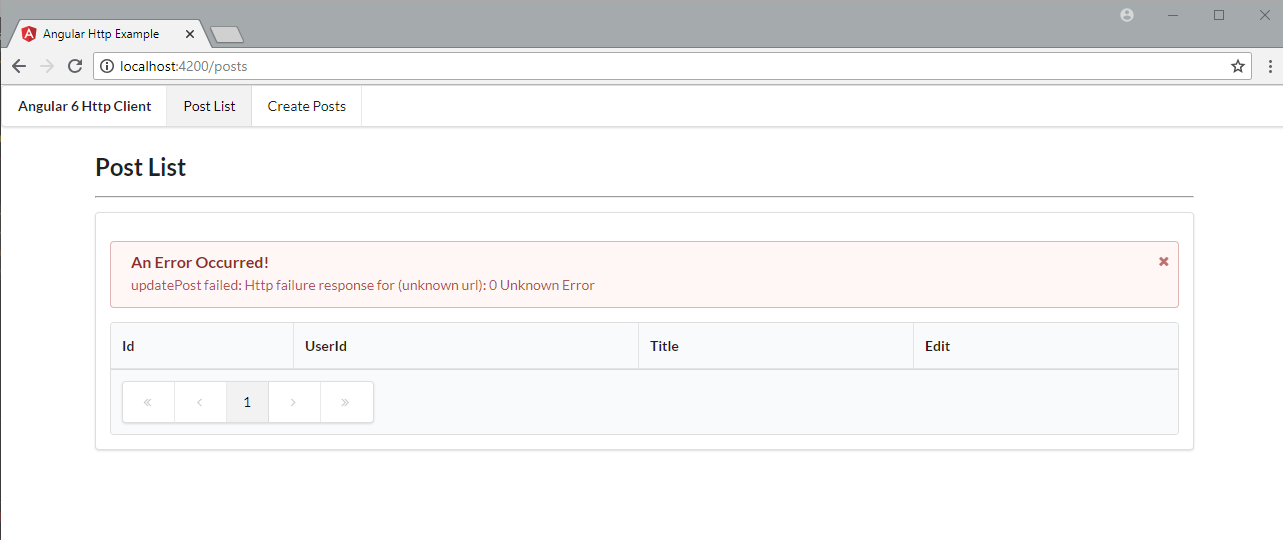 Angular Http Example
localhost:4200/posts
Angular 6 Http Client Post List Create Posts
Post List
An Error Occurred!
updatePost failed: Http failure response for (unknown url): 0 Unknown Error
Id UserId Title Edit
« ‹ 1 › »